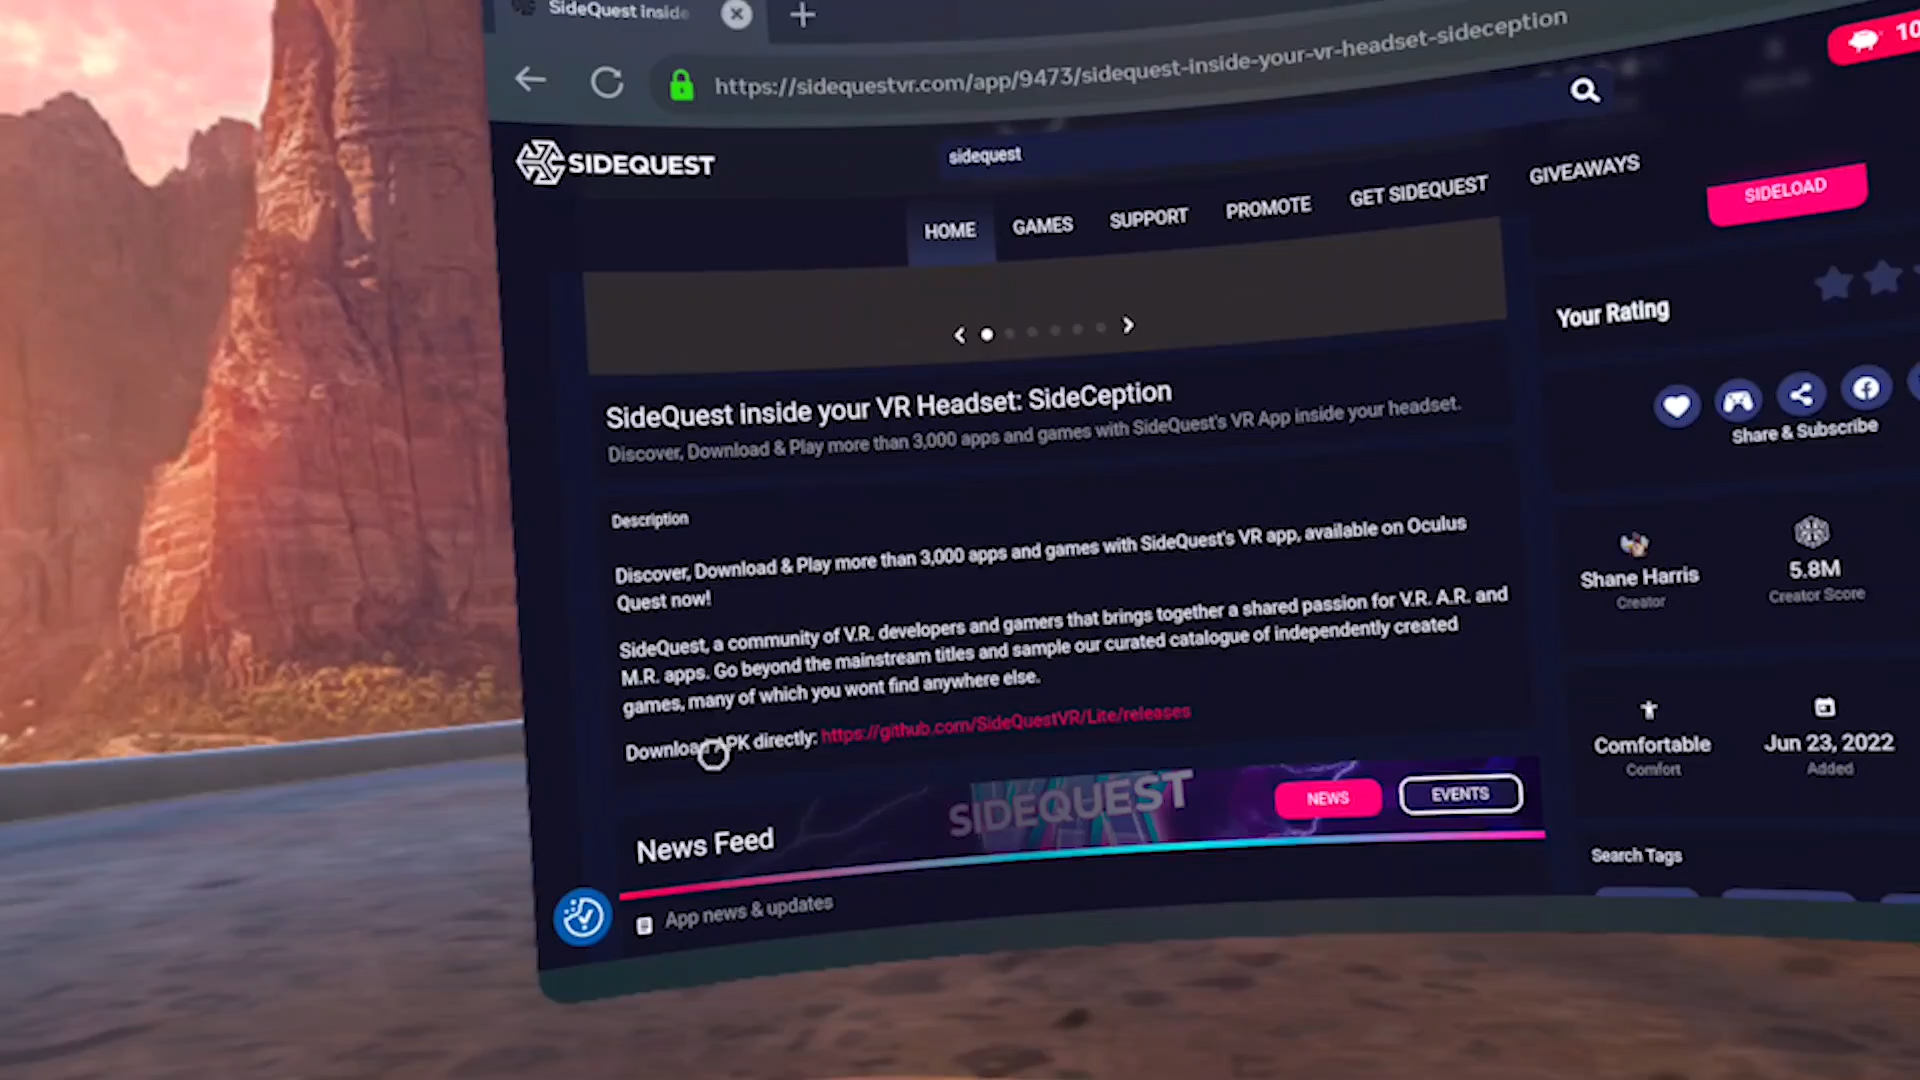 SideQuest inside
https://sidequestvr.com/app/9473/sidequest-inside-your-vr-headset-sideception
10
SIDEQUEST
sidequest
HOME
GAMES
SUPPORT
PROMOTE
GET SIDEQUEST
GIVEAWAYS
SIDELOAD
Your Rating
SideQuest inside your VR Headset: SideCeption
Discover, Download & Play more than 3,000 apps and games with SideQuest's VR App inside your headset.
Share & Subscribe
Description
Discover, Download & Play more than 3,000 apps and games with SideQuest's VR app, available on Oculus
Quest now!
SideQuest, a community of V.R. developers and gamers that brings together a shared passion for V.R. A.R. and
M.R. apps. Go beyond the mainstream titles and sample our curated catalogue of independently created
games, many of which you wont find anywhere else.
Download APK directly: https://github.com/SideQuestVR/Lite/releases
Shane Harris
Creator
5.8M
Creator Score
Comfortable
Comfort
Jun 23, 2022
Added
SIDEQUEST
NEWS
EVENTS
News Feed
App news & updates
Search Tags